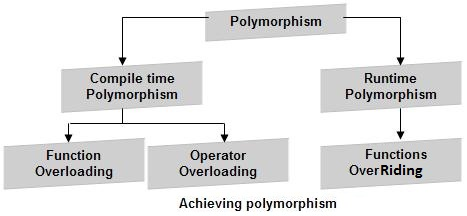 Polymorphism
Compile time
Polymorphism
Runtime
Polymorphism
Function
Overloading
Operator
Overloading
Functions
OverRiding
Achieving polymorphism